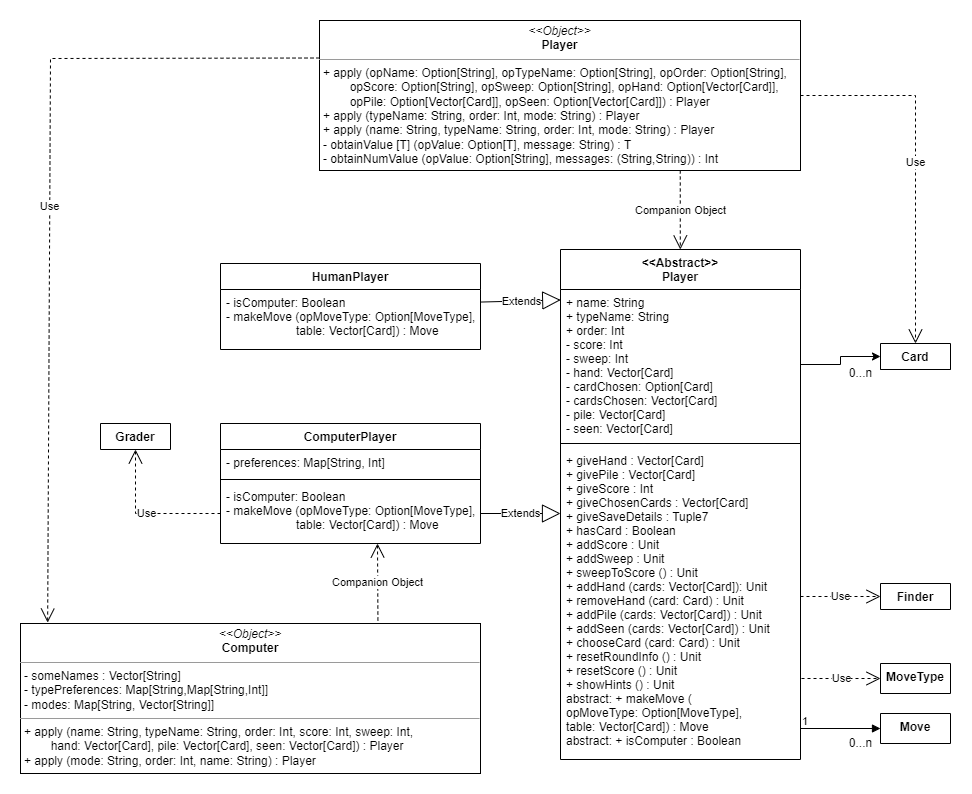 <<Object>>
Player
+ apply (opName: Option[String], opTypeName: Option[String], opOrder: Option[String],
opScore: Option[String], opSweep: Option[String], opHand: Option[Vector[Card]],
opPile: Option[Vector[Card]], opSeen: Option[Vector[Card]]) : Player
+ apply (typeName: String, order: Int, mode: String) : Player
+ apply (name: String, typeName: String, order: Int, mode: String) : Player
- obtainValue [T] (opValue: Option[T], message: String) : T
- obtainNumValue (opValue: Option[String], messages: (String,String)) : Int
Use
Use
Companion Object
HumanPlayer
- isComputer: Boolean
- makeMove (opMoveType: Option[MoveType],
table: Vector[Card]) : Move
Extends
<<Abstract>>
Player
+ name: String
+ typeName: String
+ order: Int
- score: Int
- sweep: Int
- hand: Vector[Card]
- cardChosen: Option[Card]
- cardsChosen: Vector[Card]
- pile: Vector[Card]
- seen: Vector[Card]
+ giveHand : Vector[Card]
+ givePile : Vector[Card]
+ giveScore : Int
+ giveChosenCards : Vector[Card]
+ giveSaveDetails : Tuple7
+ hasCard : Boolean
+ addScore : Unit
+ addSweep : Unit
+ sweepToScore () : Unit
+ addHand (cards: Vector[Card]): Unit
+ removeHand (card: Card) : Unit
+ addPile (cards: Vector[Card]) : Unit
+ addSeen (cards: Vector[Card]) : Unit
+ chooseCard (card: Card) : Unit
+ resetRoundInfo () : Unit
+ resetScore () : Unit
+ showHints () : Unit
abstract: + makeMove (
opMoveType: Option[MoveType],
table: Vector[Card]) : Move
abstract: + isComputer : Boolean
Card
0...n
Grader
Use
ComputerPlayer
- preferences: Map[String, Int]
- isComputer: Boolean
- makeMove (opMoveType: Option[MoveType],
table: Vector[Card]) : Move
Extends
Companion Object
Use
Finder
Use
MoveType
1
Move
0...n
<<Object>>
Computer
- someNames : Vector[String]
- typePreferences: Map[String,Map[String,Int]]
- modes: Map[String, Vector[String]]
+ apply (name: String, typeName: String, order: Int, score: Int, sweep: Int,
hand: Vector[Card], pile: Vector[Card], seen: Vector[Card]) : Player
+ apply (mode: String, order: Int, name: String) : Player